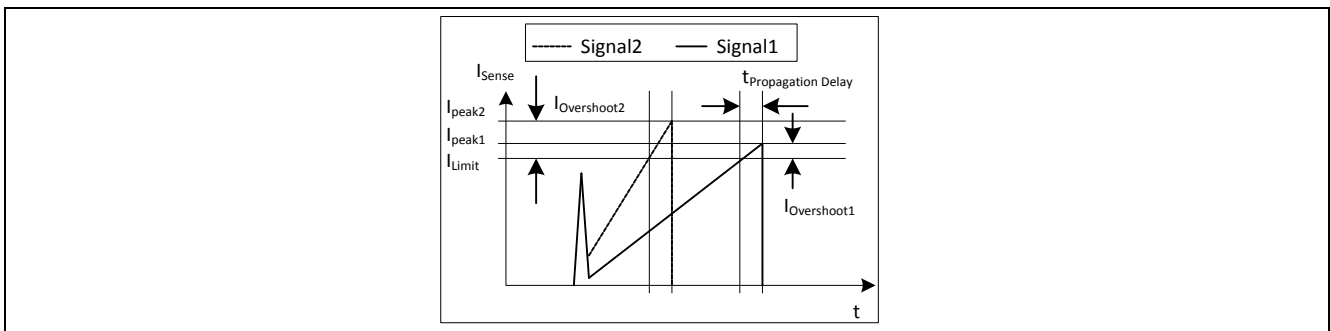 Signal2 Signal1
ISense
tPropagation Delay
Ipeak2
IOvershoot2
Ipeak1
ILimit
IOvershoot1
t